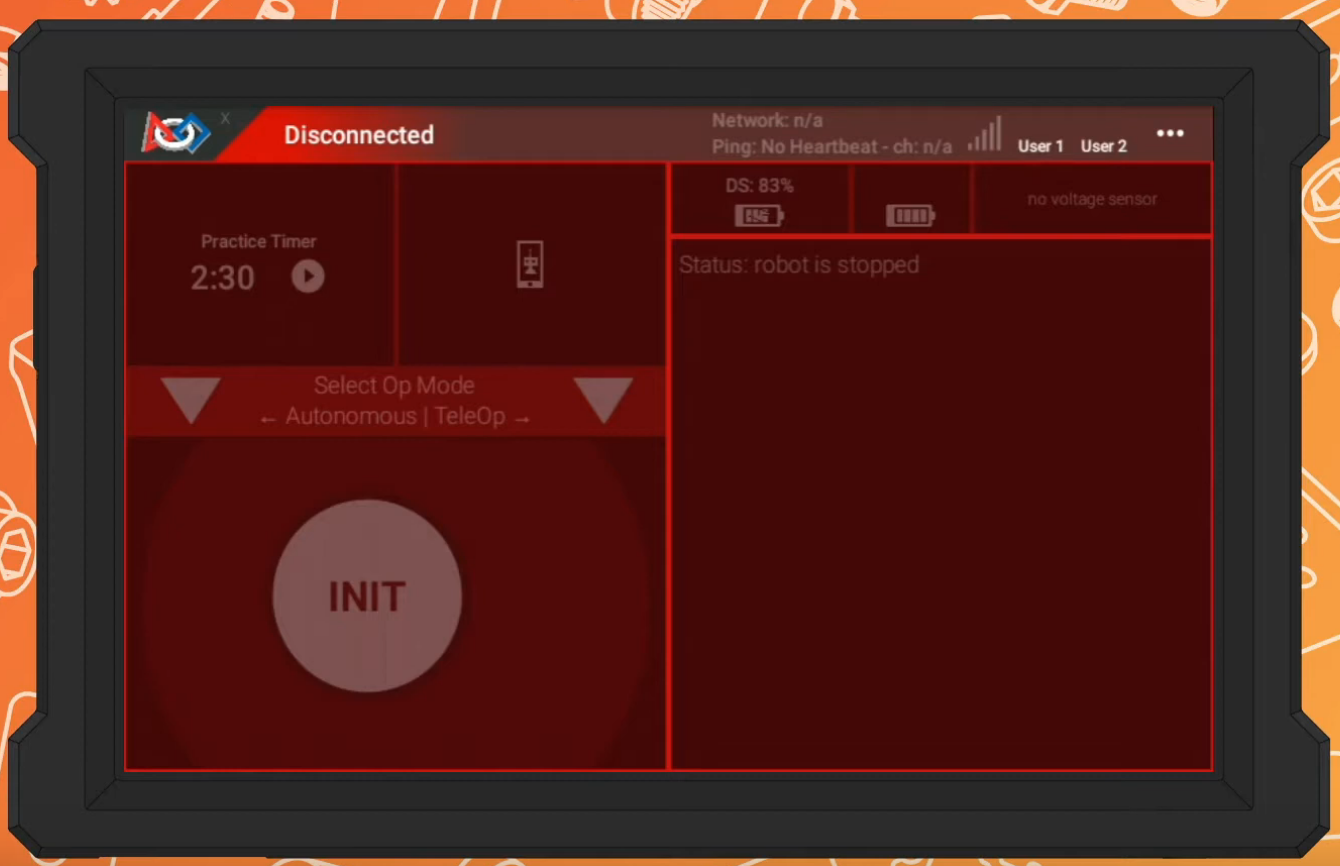 X
Disconnected
Network: n/a
Ping: No Heartbeat - ch: n/a
User 1 User 2
•••
Practice Timer
2:30
DS: 83%
no voltage sensor
Status: robot is stopped
Select Op Mode
← Autonomous | TeleOp →
INIT